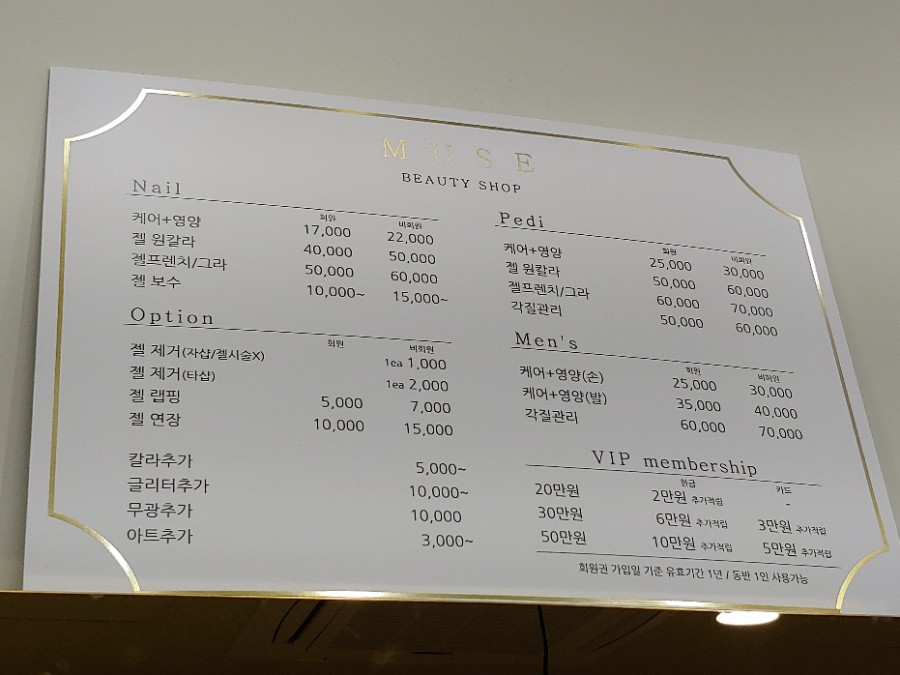 MUSE
BEAUTY SHOP
Nail
회원 비회원
케어+영양 17,000 22,000
젤 원칼라 40,000 50,000
젤프렌치/그라 50,000 60,000
젤 보수 10,000~ 15,000~
Option
회원 비회원
젤 제거(자샵/젤시술X) 1ea 1,000
젤 제거(타샵) 1ea 2,000
젤 랩핑 5,000 7,000
젤 연장 10,000 15,000
칼라추가 5,000~
글리터추가 10,000~
무광추가 10,000
아트추가 3,000~
Pedi
회원 비회원
케어+영양 25,000 30,000
젤 원칼라 50,000 60,000
젤프렌치/그라 60,000 70,000
각질관리 50,000 60,000
Men's
회원 비회원
케어+영양(손) 25,000 30,000
케어+영양(발) 35,000 40,000
각질관리 60,000 70,000
VIP membership
현금 카드
20만원 2만원 추가적립 -
30만원 6만원 추가적립 3만원 추가적립
50만원 10만원 추가적립 5만원 추가적립
회원권 가입일 기준 유효기간 1년 / 동반 1인 사용가능